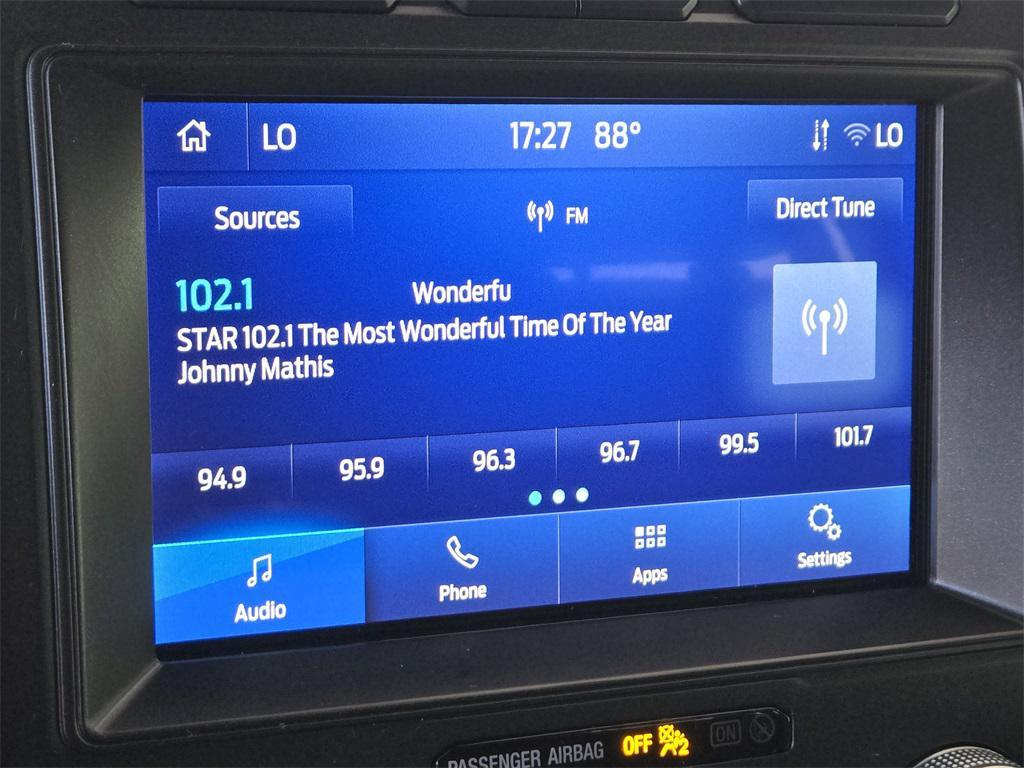 LO 17:27 88° LO
Sources FM Direct Tune
102.1 Wonderfu
STAR 102.1 The Most Wonderful Time Of The Year
Johnny Mathis
94.9 95.9 96.3 96.7 99.5 101.7
Audio Phone Apps Settings
PASSENGER AIRBAG OFF 2 ON